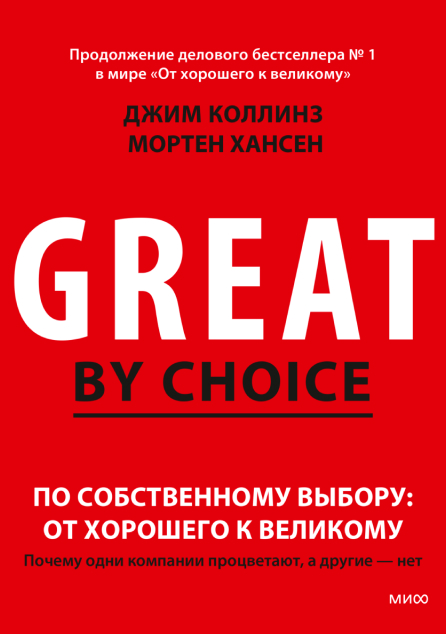 Продолжение делового бестселлера № 1
в мире «От хорошего к великому»
ДЖИМ КОЛЛИНЗ
МОРТЕН ХАНСЕН
GREAT
BY CHOICE
ПО СОБСТВЕННОМУ ВЫБОРУ:
ОТ ХОРОШЕГО К ВЕЛИКОМУ
Почему одни компании процветают, а другие — нет
МИФ